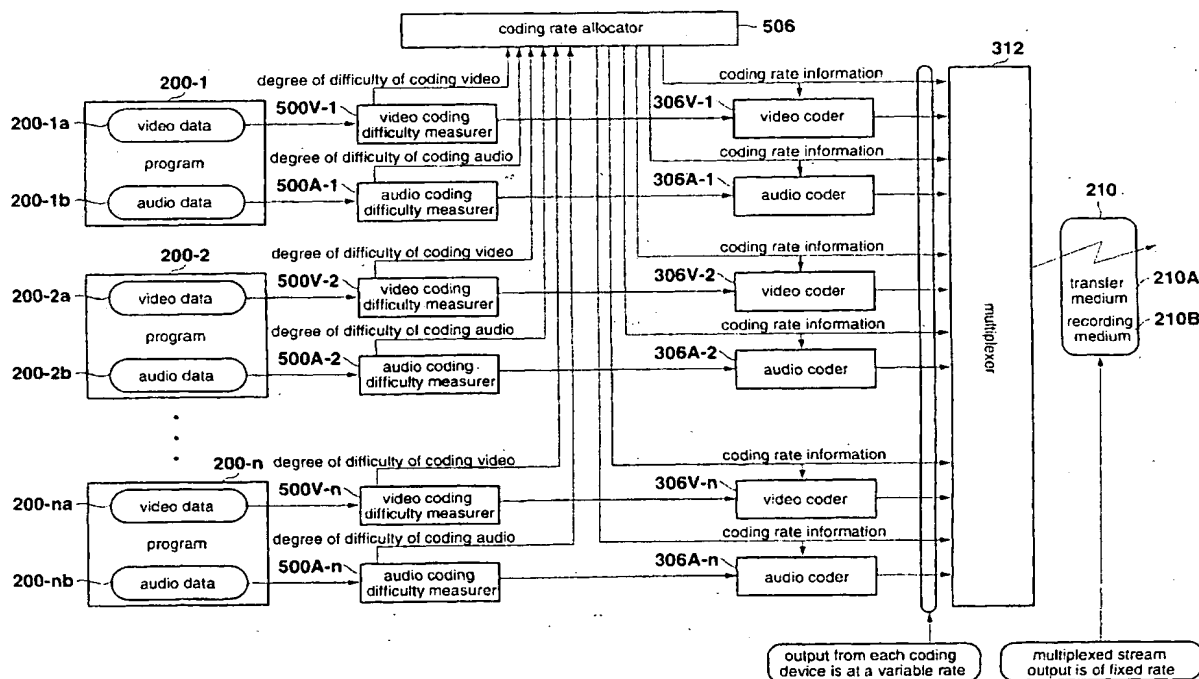 coding rate allocator
506
312
degree of difficulty of coding video
coding rate information
200-1
500V-1
306V-1
200-1a
video data
video coding
difficulty measurer
video coder
program
degree of difficulty of coding audio
coding rate information
500A-1
306A-1
200-1b
audio data
audio coding
difficulty measurer
audio coder
210
200-2
degree of difficulty of coding video
coding rate information
500V-2
306V-2
200-2a
video data
video coding
difficulty measurer
video coder
transfer
medium
210A
program
degree of difficulty of coding audio
coding rate information
recording
medium
210B
500A-2
306A-2
200-2b
audio data
audio coding
difficulty measurer
audio coder
multiplexer
200-n
degree of difficulty of coding video
coding rate information
500V-n
306V-n
200-na
video data
video coding
difficulty measurer
video coder
program
degree of difficulty of coding audio
coding rate information
500A-n
306A-n
200-nb
audio data
audio coding
difficulty measurer
audio coder
output from each coding
device is at a variable rate
multiplexed stream
output is of fixed rate